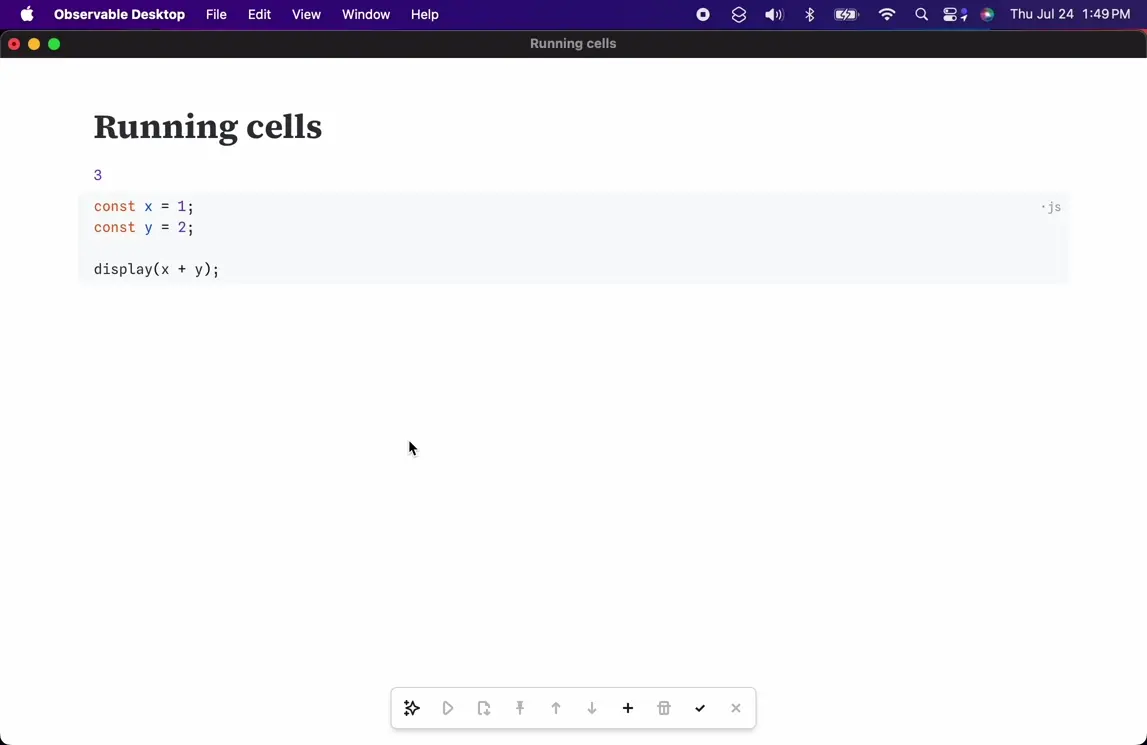 Observable Desktop File Edit View Window Help Thu Jul 24 1:49 PM
Running cells
Running cells
3
const x = 1;
·js
const y = 2;
display(x + y);